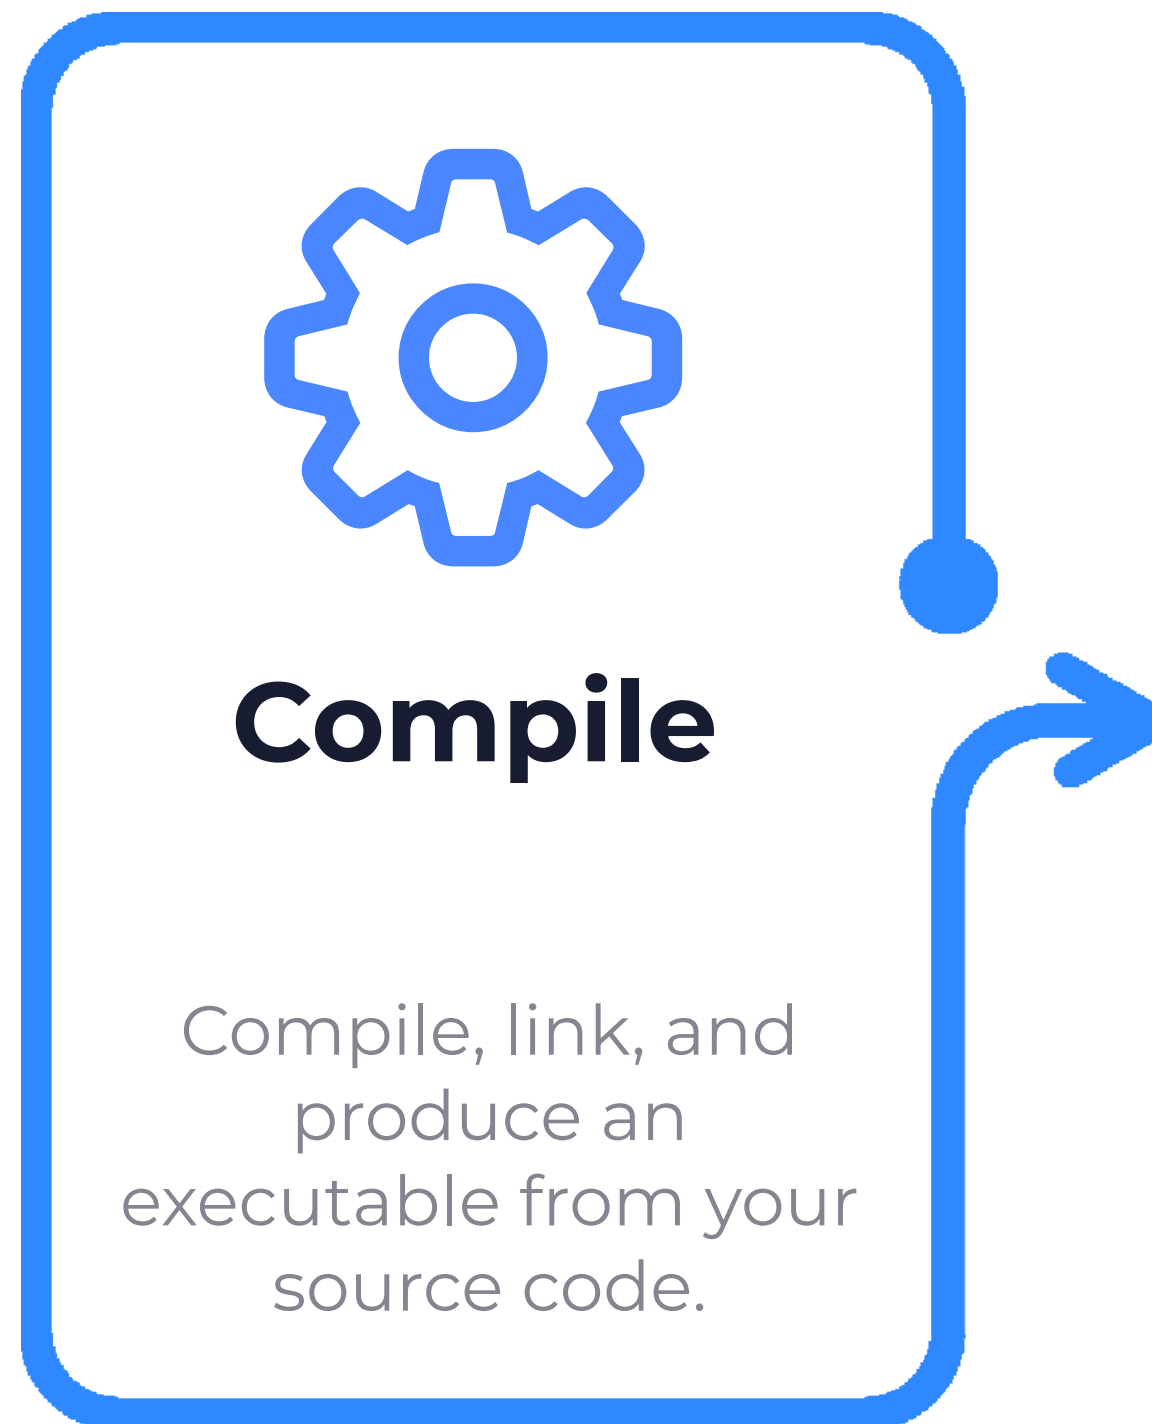 Compile
Compile, link, and
produce an
executable from your
source code.